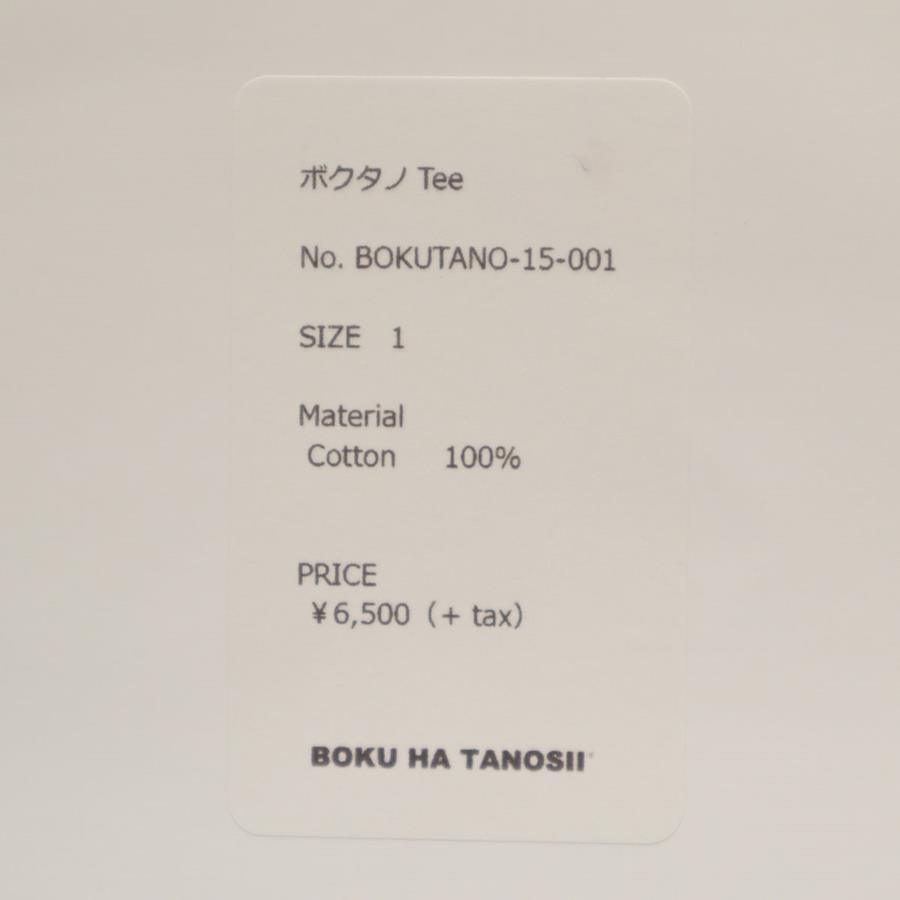 ボクタノ Tee
No. BOKUTANO-15-001
SIZE 1
Material
Cotton 100%
PRICE
¥6,500（+ tax）
BOKU HA TANOSII